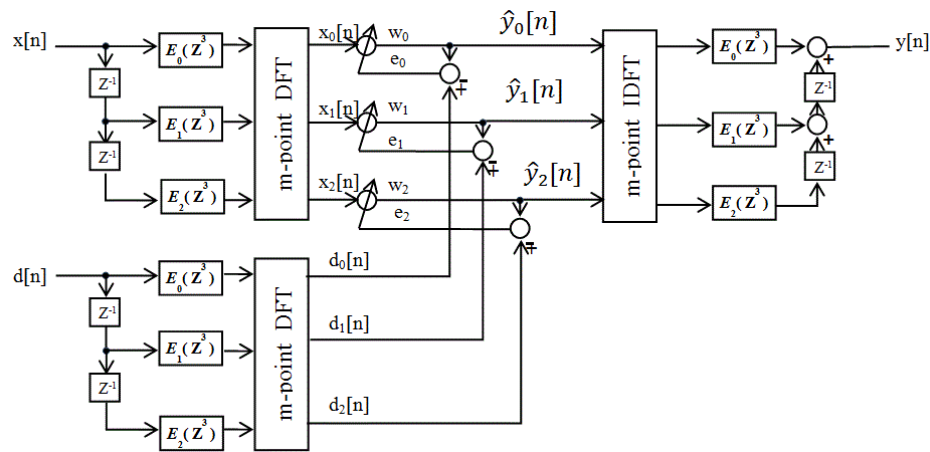 x[n] E₀(Z³) x₀[n] w₀ ŷ₀[n] E₀(Z³) y[n]
e₀ +
Z⁻¹ - Z⁻¹
+
m-point DFT
m-point IDFT
x₁[n] w₁ ŷ₁[n]
E₁(Z³) e₁ E₁(Z³)
+
Z⁻¹ - Z⁻¹
+
x₂[n] w₂ ŷ₂[n]
E₂(Z³) e₂ E₂(Z³)
-
+
d[n] E₀(Z³) d₀[n]
Z⁻¹
m-point DFT
E₁(Z³) d₁[n]
Z⁻¹
E₂(Z³) d₂[n]